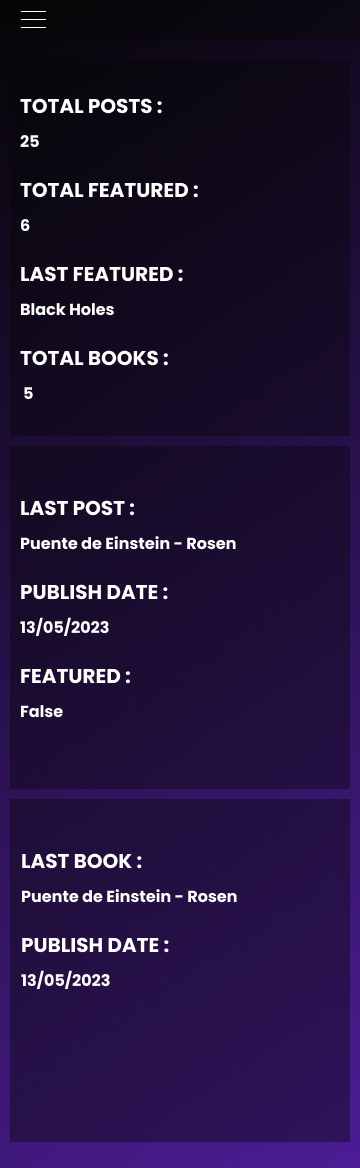 TOTAL POSTS :
25
TOTAL FEATURED :
6
LAST FEATURED :
Black Holes
TOTAL BOOKS :
5
LAST POST :
Puente de Einstein - Rosen
PUBLISH DATE :
13/05/2023
FEATURED :
False
LAST BOOK :
Puente de Einstein - Rosen
PUBLISH DATE :
13/05/2023